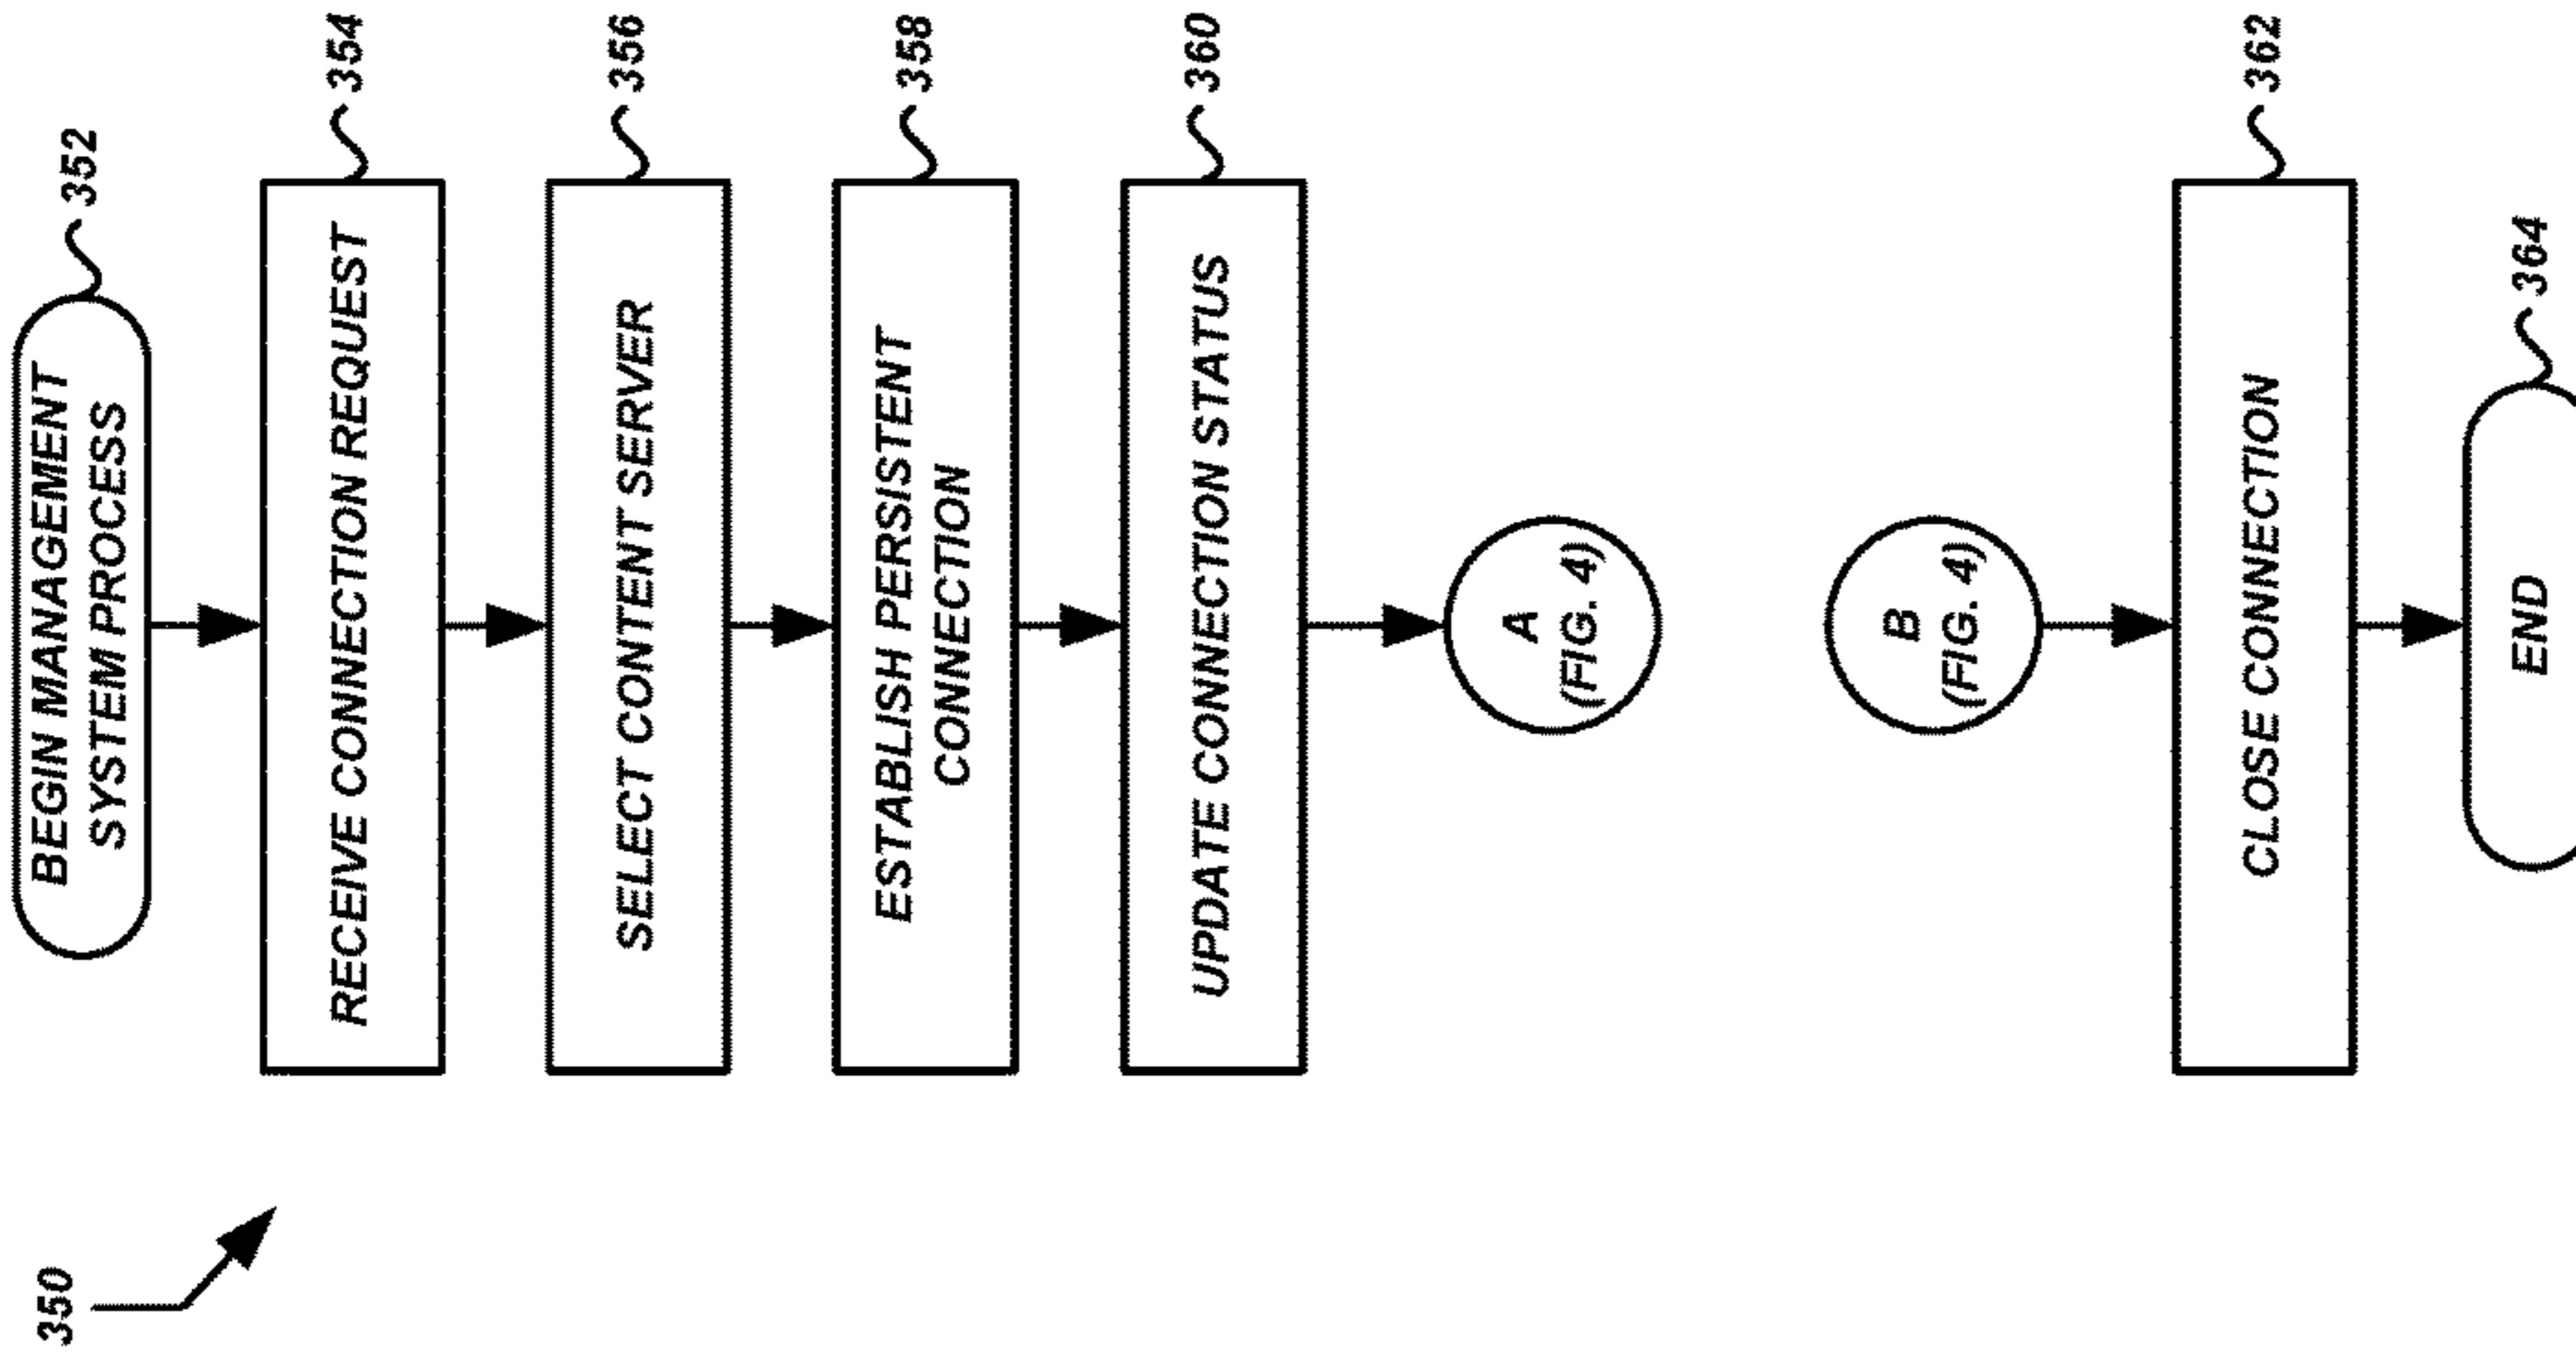 350
BEGIN MANAGEMENT
SYSTEM PROCESS
352
RECEIVE CONNECTION REQUEST
354
SELECT CONTENT SERVER
356
ESTABLISH PERSISTENT
CONNECTION
358
UPDATE CONNECTION STATUS
360
A
(FIG. 4)
B
(FIG. 4)
CLOSE CONNECTION
362
END
364